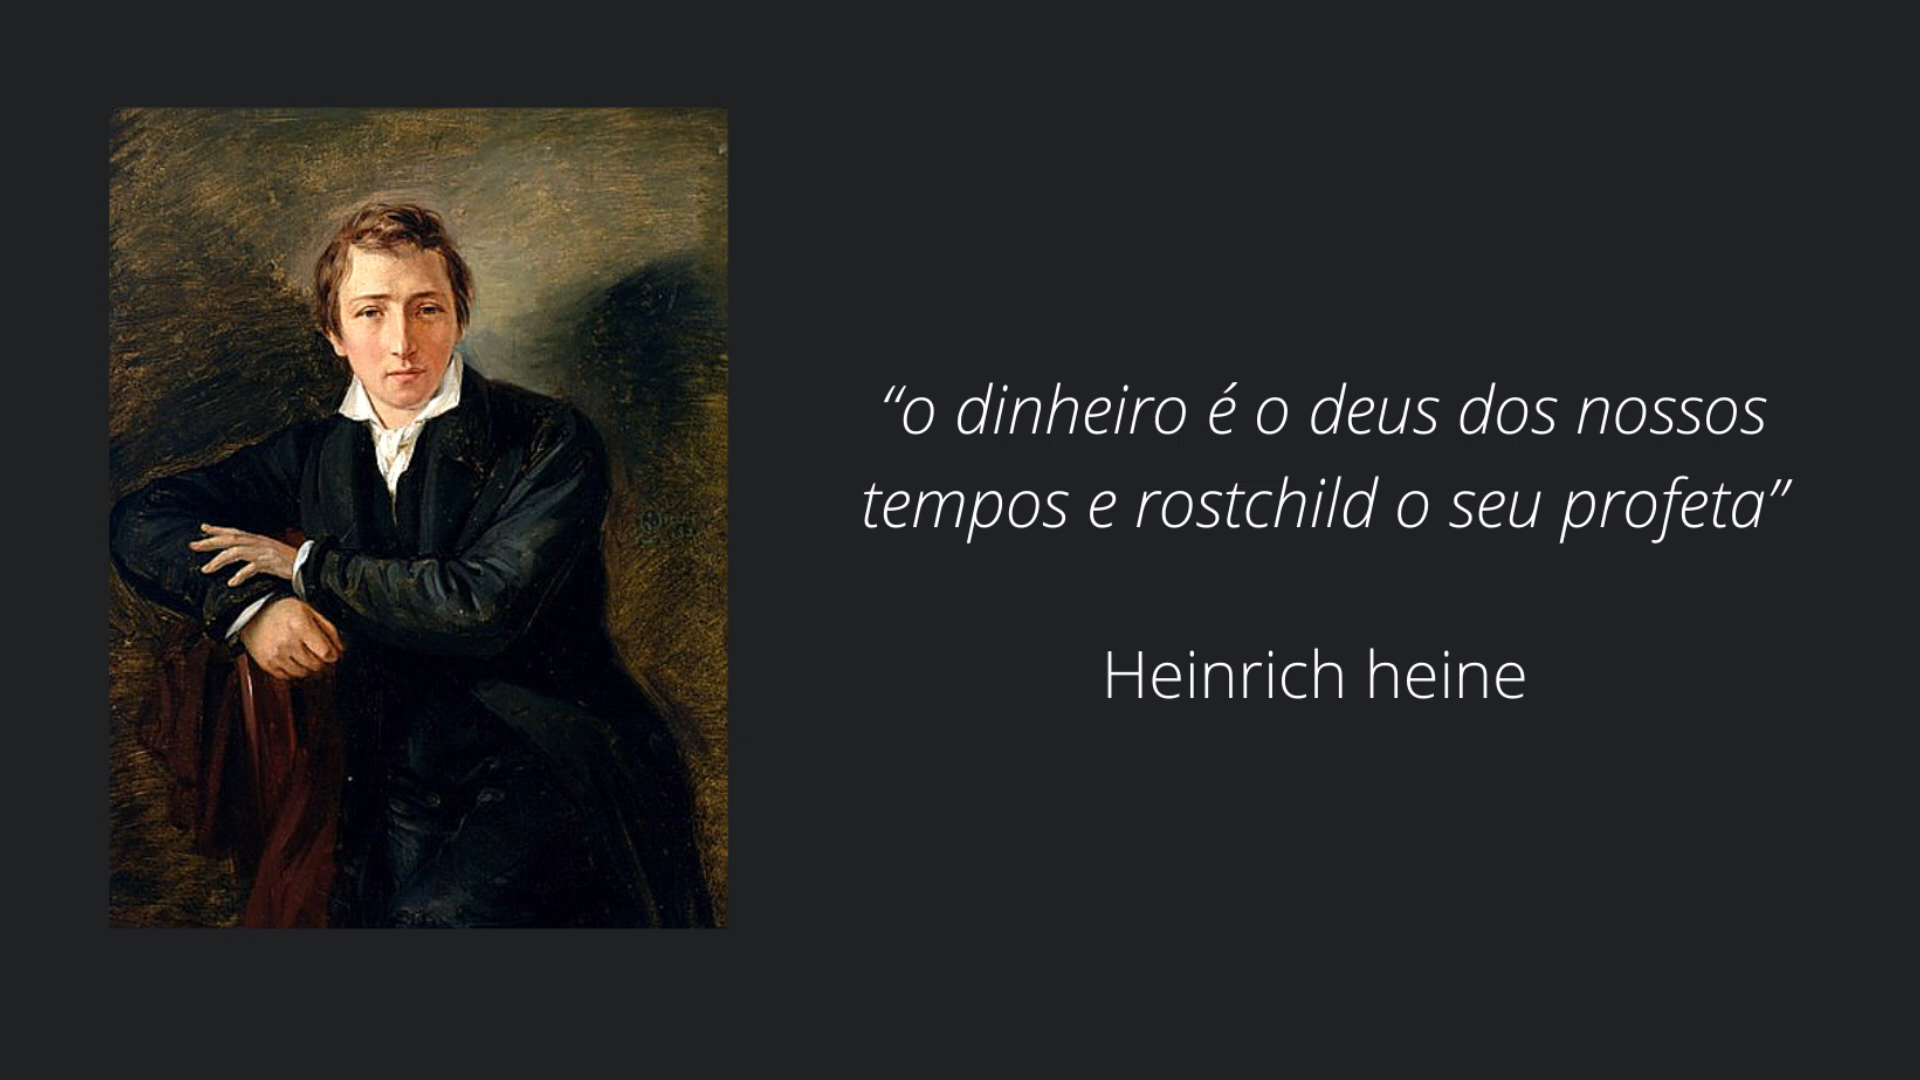 “o dinheiro é o deus dos nossos
tempos e rostchild o seu profeta”
Heinrich heine